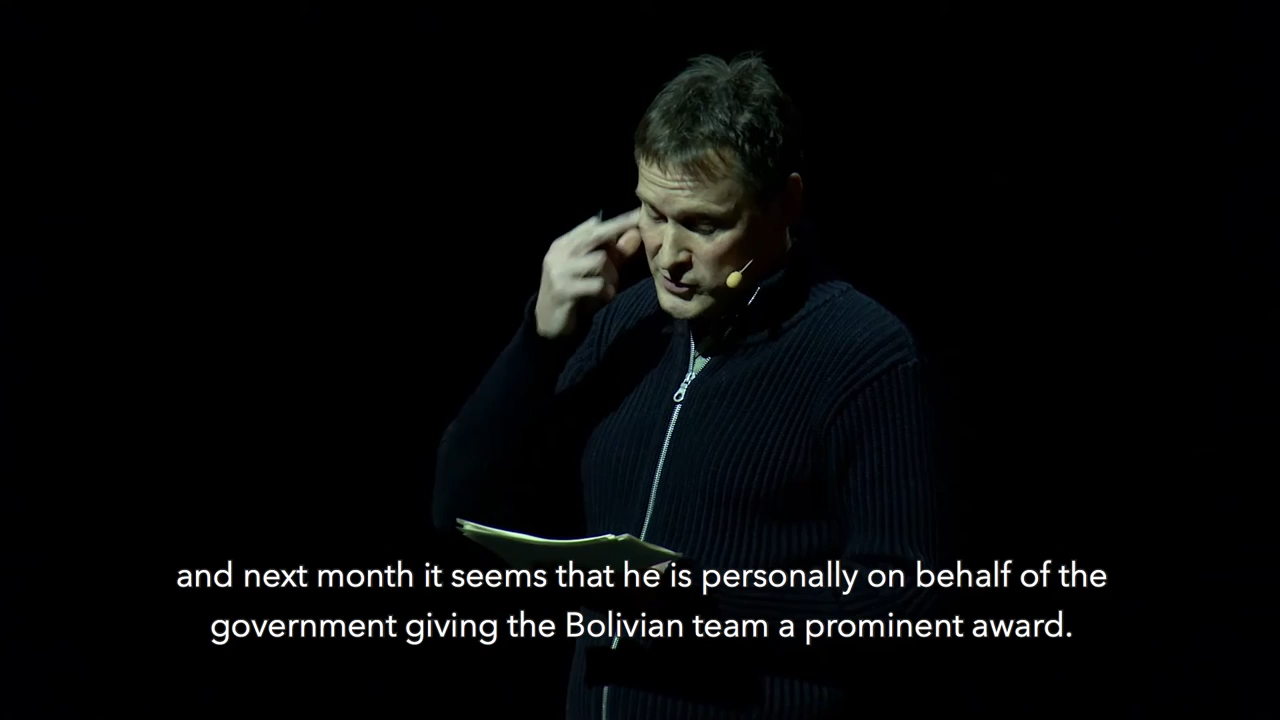 and next month it seems that he is personally on behalf of the
government giving the Bolivian team a prominent award.